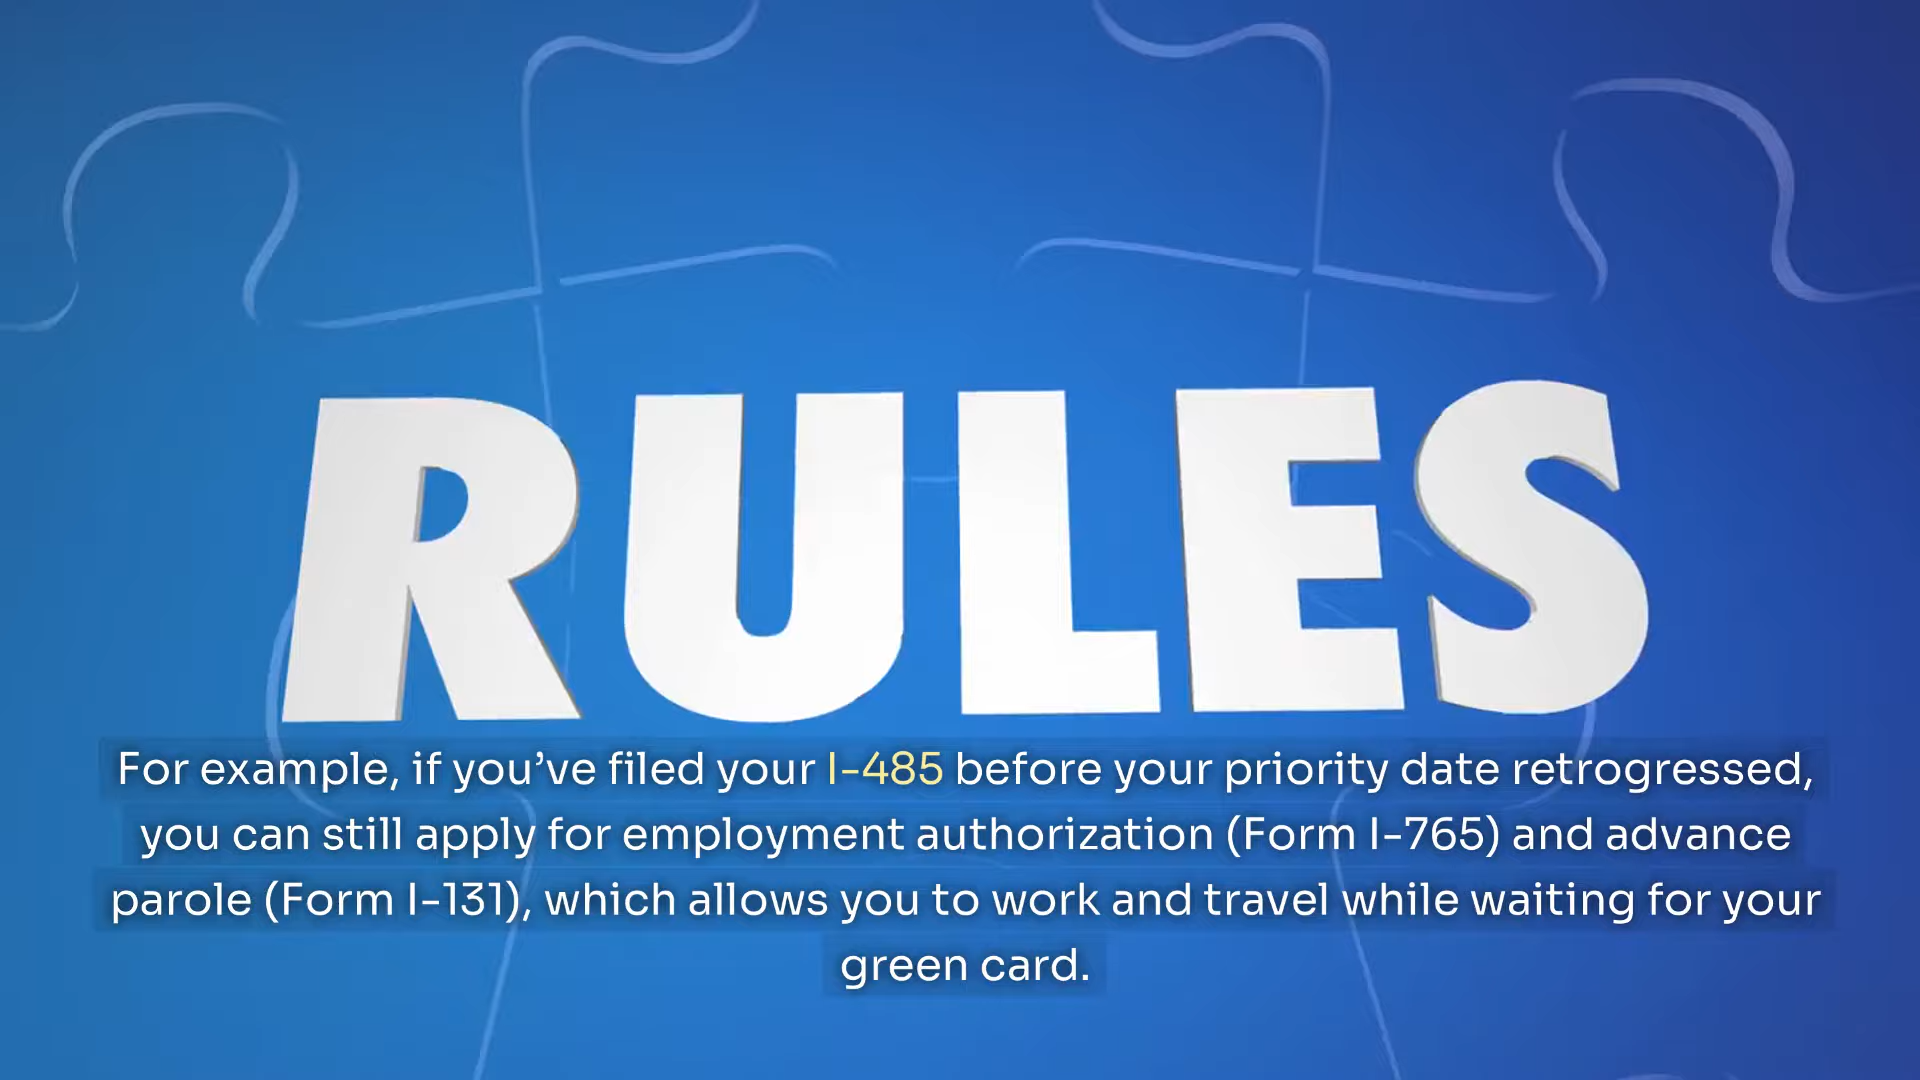 RULES
For example, if you’ve filed your I-485 before your priority date retrogressed,
you can still apply for employment authorization (Form I-765) and advance
parole (Form I-131), which allows you to work and travel while waiting for your
green card.